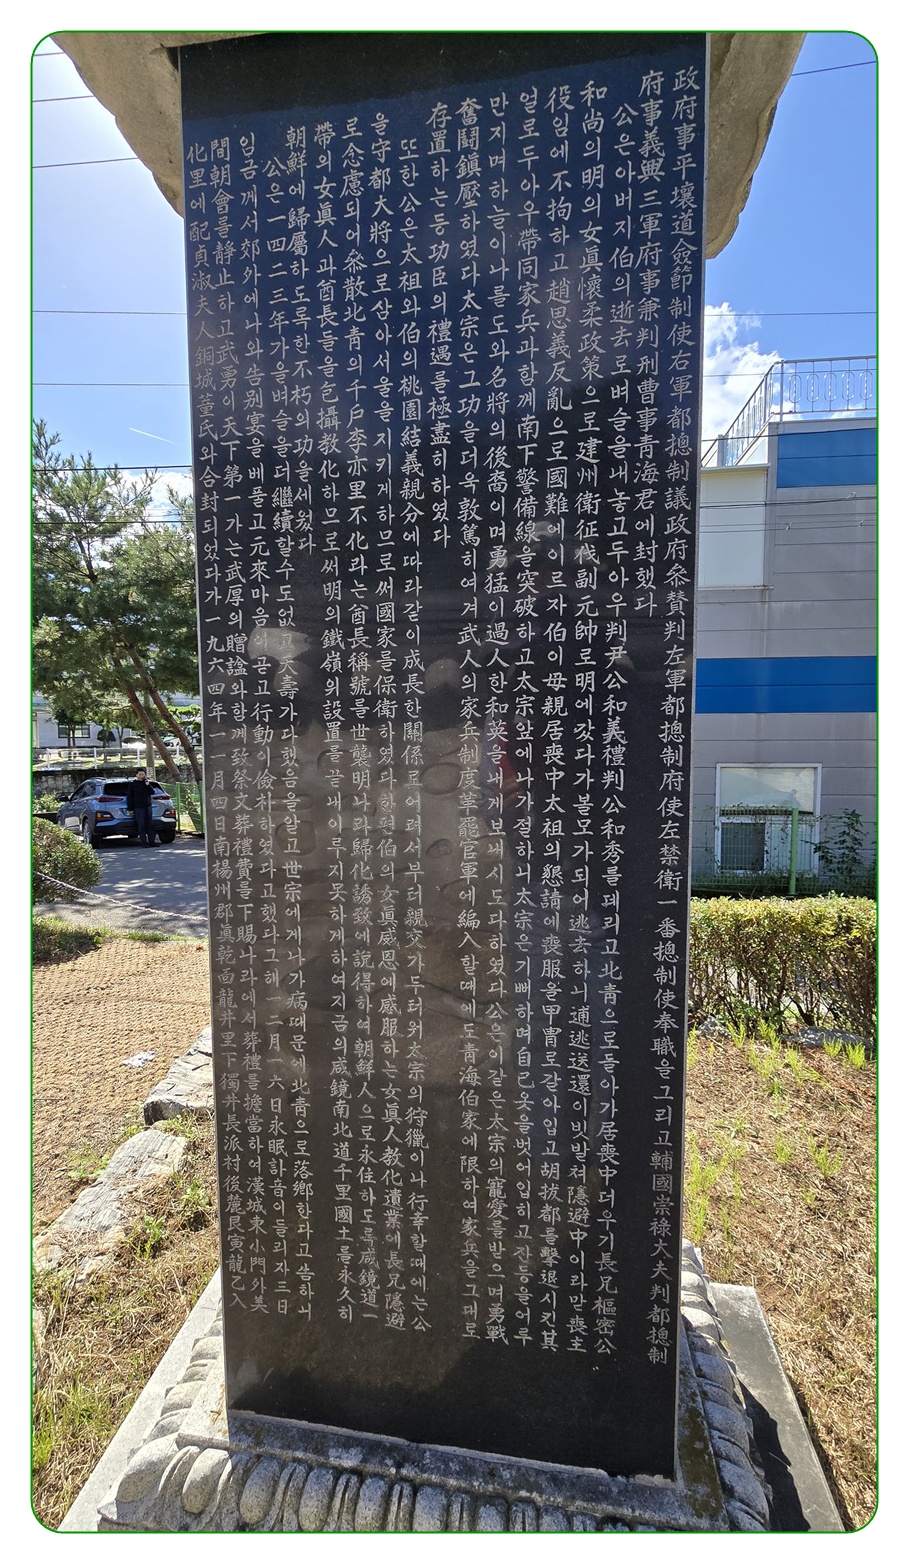 政府事平壤道僉節制使右軍都摠制議政府叅贊判左軍都摠制府使左禁衛一番摠制使奉職을그리고輔國崇祿大夫判都摠制
府事義興三軍府事兼判刑曹事靑海君에封했다
公은아버지伯의逝去로벼슬을내놓고두아우判尹公和義禮判公和秀를데리고北靑으로돌아가居喪中더우기長兄樞密公
和尙의明의女眞懷柔政策으로建州衛征伐副元帥로明에갔다가볼모가되어逃去하니逋逃送還이빗발쳐隱避中이라맏喪主
役임에不拘하고趙思義反亂으로國難에이르자伯이母親居喪中太祖의懇請에喪服을甲冑로갈아입고胡拔都를擊退시킨其
일로두아우帶同家兵과함께南下警備線을突破하고太宗앞에나가절하니太宗은기뻐하며自己옷을벗어입히고잔등을어루
만지며하늘이나를도와名將의後裔이며勇猛이過人한和英을내게보내시도다하였다公은이같은太宗의寵愛를받으며勇戰
奮鬪鎭壓하였다太宗은그功을더욱敦篤히여겨武人의家兵制度革罷官軍에編入할때에도靑海伯家에限하여家兵을그대로
存置하는等功臣의禮遇를極盡히하였다
또한公은太祖와伯의桃園結義親分에따라같이成長한關係로어려서부터親交가두터워太宗의狩獵이나行幸할때에는公
을守都大將으로삼아서울을지키게하므로써國家를保衛하였다한편伯의女眞威恩에感服하는女眞人敎化遺業에長兄隱避
로念慮되어叅散北靑의千戶李亦里不化라는酋長稱號를世襲明나라歸化誘致에說得하여朝鮮人으로永住하도록咸鏡道一
帶의女眞人과酋長들을包攝敎化하므로써明의鐵嶺의設置를끝내이루지못하게하여지금의咸鏡南北道千里國土를永久히
朝鮮에歸屬하도록한不朽의功을세웠다
公은一四二三年가을벼슬을더繼續할수도없고天壽가다했음을알고世宗에게나가病때문에北靑으로落鄕한다고告하니
임금께서郊外에나와告別宴을베풀고元來마음이곧고行動이儉朴하였다고했다그해一二月一六日永眠訃音이들리자三日
間朝會를靜止하고武勇이天下第一가는武厚의贈諡와함께致祭文葬禮費를下賜나라에서葬禮를擔當하여漢城東小門外美
化里에配貞淑夫人銅城董氏와合封되었다가一九六四年一一月四日南楊州郡眞乾面龍井里下獨井長派村後麓艮寅龍乙入